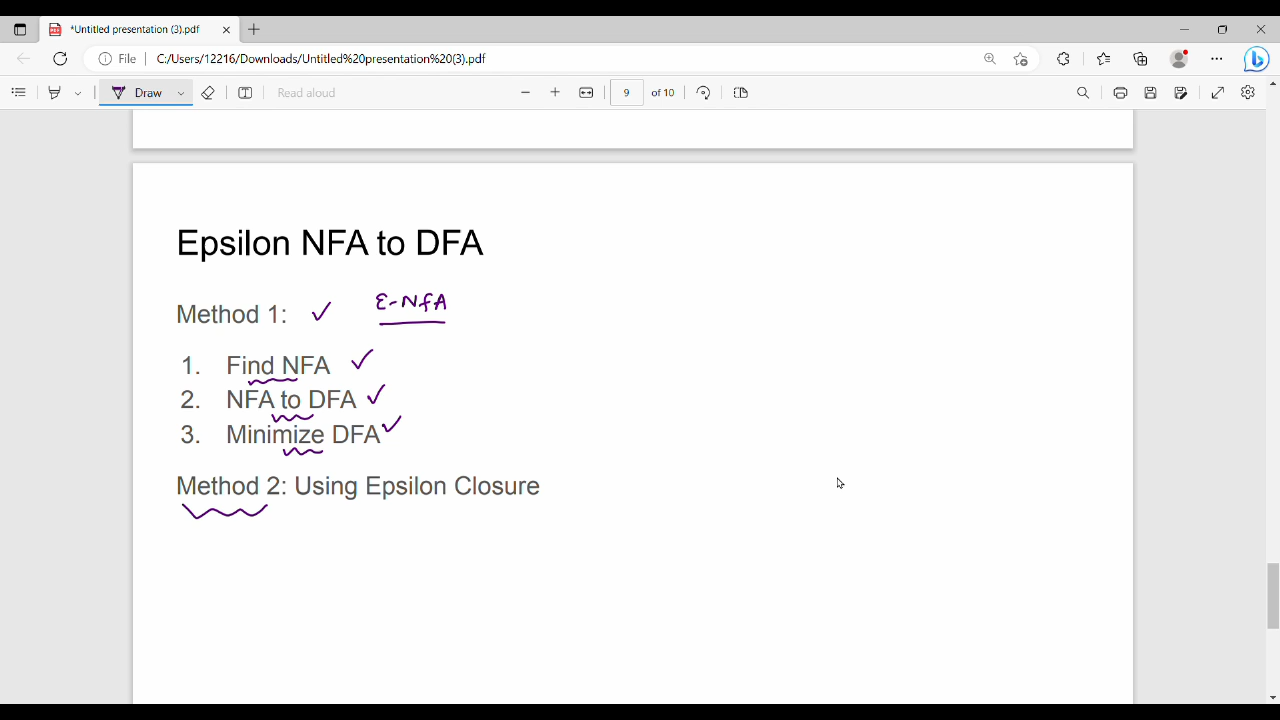 *Untitled presentation (3).pdf
File C:/Users/12216/Downloads/Untitled%20presentation%20(3).pdf
Draw Read aloud 9 of 10
Epsilon NFA to DFA
Method 1: ε-NFA
1. Find NFA
2. NFA to DFA
3. Minimize DFA
Method 2: Using Epsilon Closure